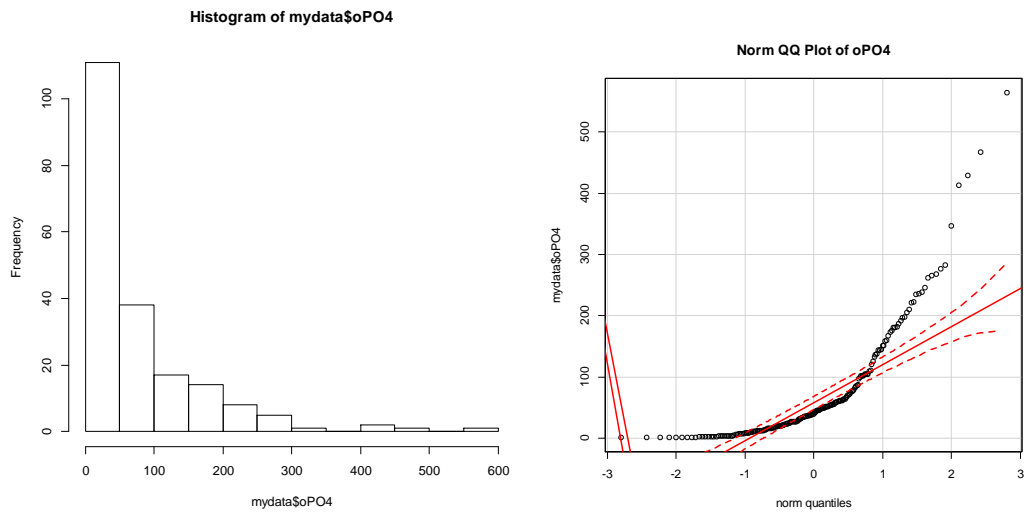 Histogram of mydata$oPO4
Frequency
100
80
60
40
20
0
0 100 200 300 400 500 600
mydata$oPO4
Norm QQ Plot of oPO4
mydata$oPO4
500
400
300
200
100
0
-3 -2 -1 0 1 2 3
norm quantiles